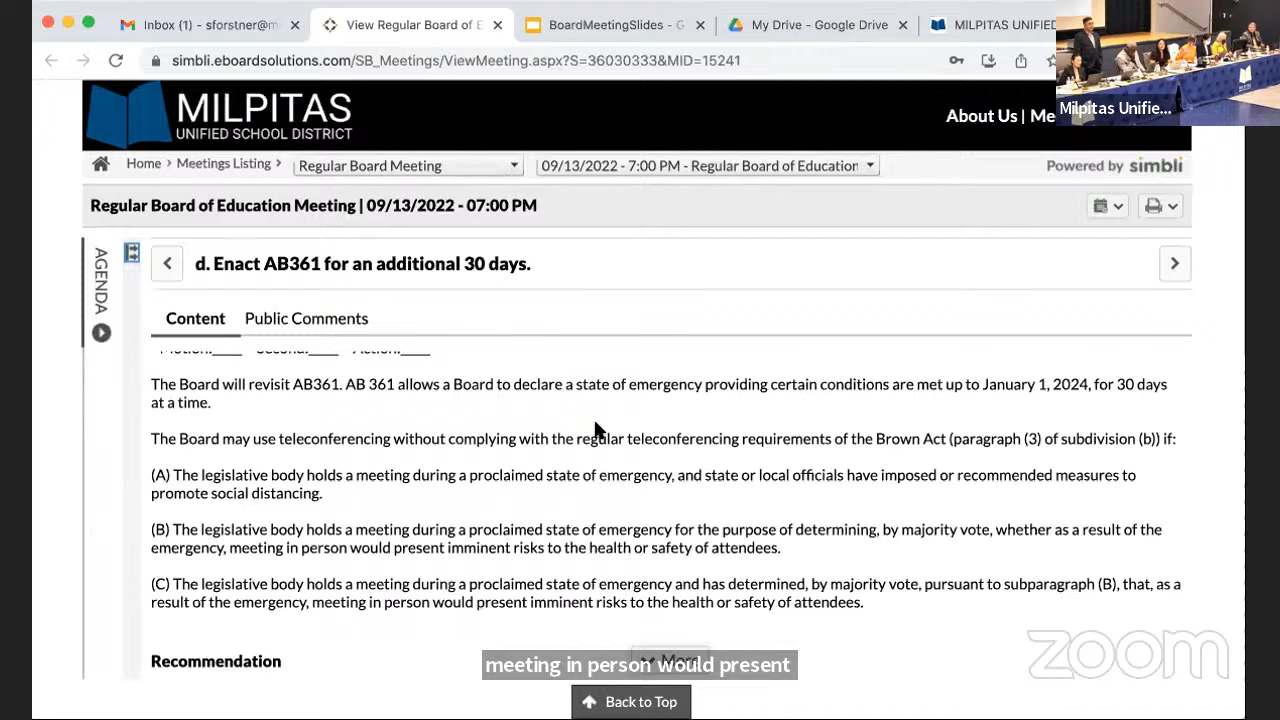 Inbox (1) - sforstner@m
View Regular Board of E
BoardMeetingSlides - G
My Drive - Google Drive
MILPITAS UNIFIED
simbli.eboardsolutions.com/SB_Meetings/ViewMeeting.aspx?S=36030333&MID=15241
Milpitas Unifie...
MILPITAS
UNIFIED SCHOOL DISTRICT
About Us | Me
Home > Meetings Listing >
Regular Board Meeting
09/13/2022 - 7:00 PM - Regular Board of Education
Powered by simbli
Regular Board of Education Meeting | 09/13/2022 - 07:00 PM
AGENDA
d. Enact AB361 for an additional 30 days.
Content
Public Comments
Motion:____ Second:____ Action:____
The Board will revisit AB361. AB 361 allows a Board to declare a state of emergency providing certain conditions are met up to January 1, 2024, for 30 days
at a time.
The Board may use teleconferencing without complying with the regular teleconferencing requirements of the Brown Act (paragraph (3) of subdivision (b)) if:
(A) The legislative body holds a meeting during a proclaimed state of emergency, and state or local officials have imposed or recommended measures to
promote social distancing.
(B) The legislative body holds a meeting during a proclaimed state of emergency for the purpose of determining, by majority vote, whether as a result of the
emergency, meeting in person would present imminent risks to the health or safety of attendees.
(C) The legislative body holds a meeting during a proclaimed state of emergency and has determined, by majority vote, pursuant to subparagraph (B), that, as a
result of the emergency, meeting in person would present imminent risks to the health or safety of attendees.
Recommendation
More
meeting in person would present
zoom
Back to Top